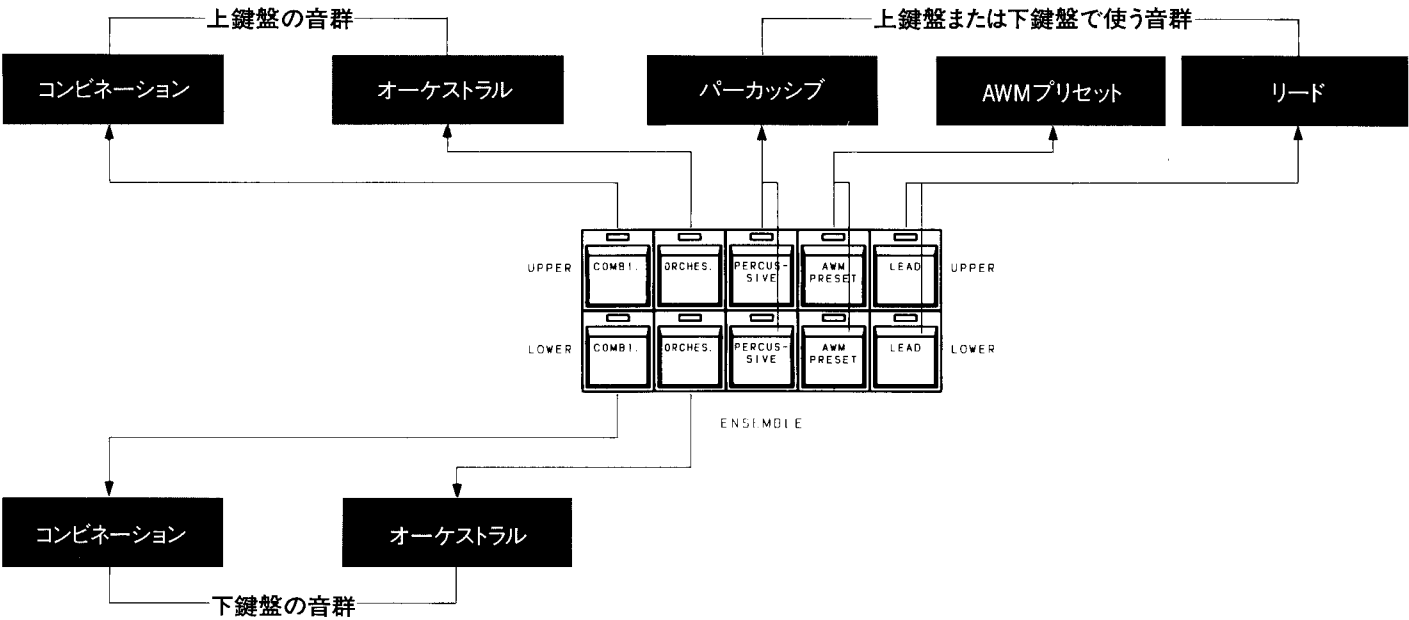 上鍵盤の音群
上鍵盤または下鍵盤で使う音群
コンビネーション
オーケストラル
パーカッシブ
AWMプリセット
リード
UPPER
COMBI.
ORCHES.
PERCUS-
SIVE
AWM
PRESET
LEAD
UPPER
LOWER
COMBI.
ORCHES.
PERCUS-
SIVE
AWM
PRESET
LEAD
LOWER
ENSEMBLE
コンビネーション
オーケストラル
下鍵盤の音群